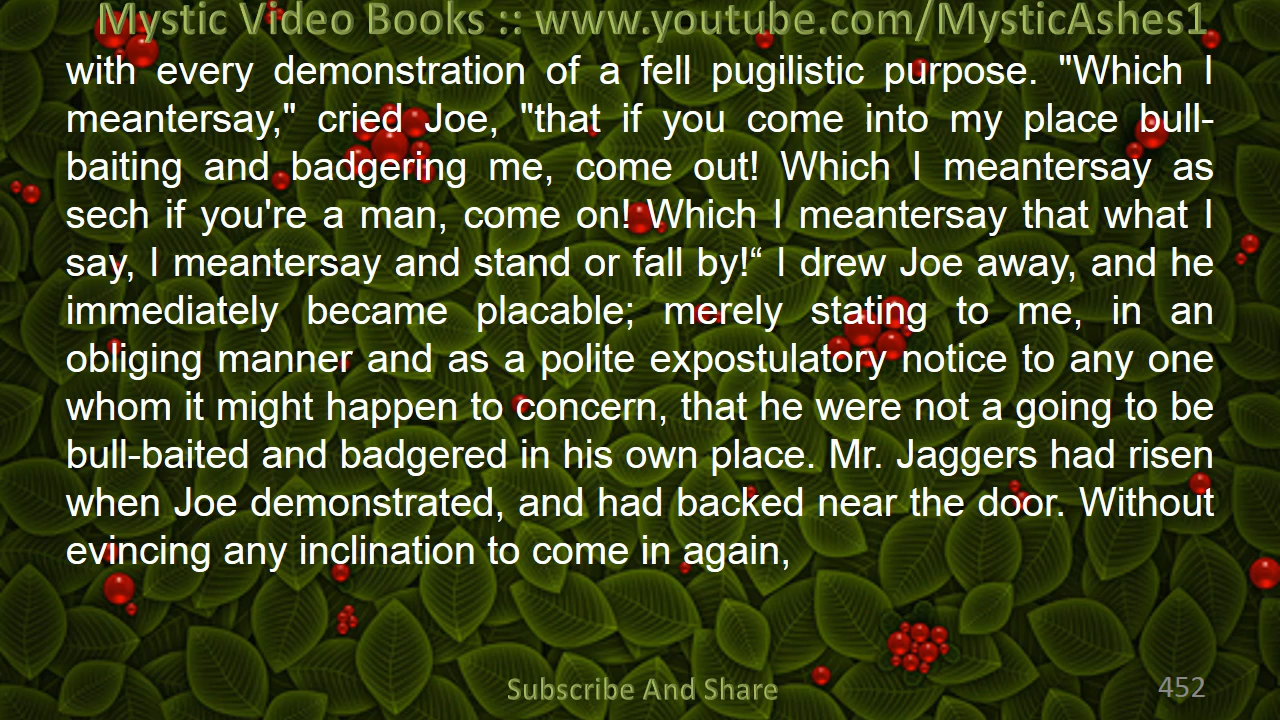 Mystic Video Books :: www.youtube.com/MysticAshes1
with every demonstration of a fell pugilistic purpose. "Which I
meantersay," cried Joe, "that if you come into my place bull-
baiting and badgering me, come out! Which I meantersay as
sech if you're a man, come on! Which I meantersay that what I
say, I meantersay and stand or fall by!“ I drew Joe away, and he
immediately became placable; merely stating to me, in an
obliging manner and as a polite expostulatory notice to any one
whom it might happen to concern, that he were not a going to be
bull-baited and badgered in his own place. Mr. Jaggers had risen
when Joe demonstrated, and had backed near the door. Without
evincing any inclination to come in again,
Subscribe And Share
452